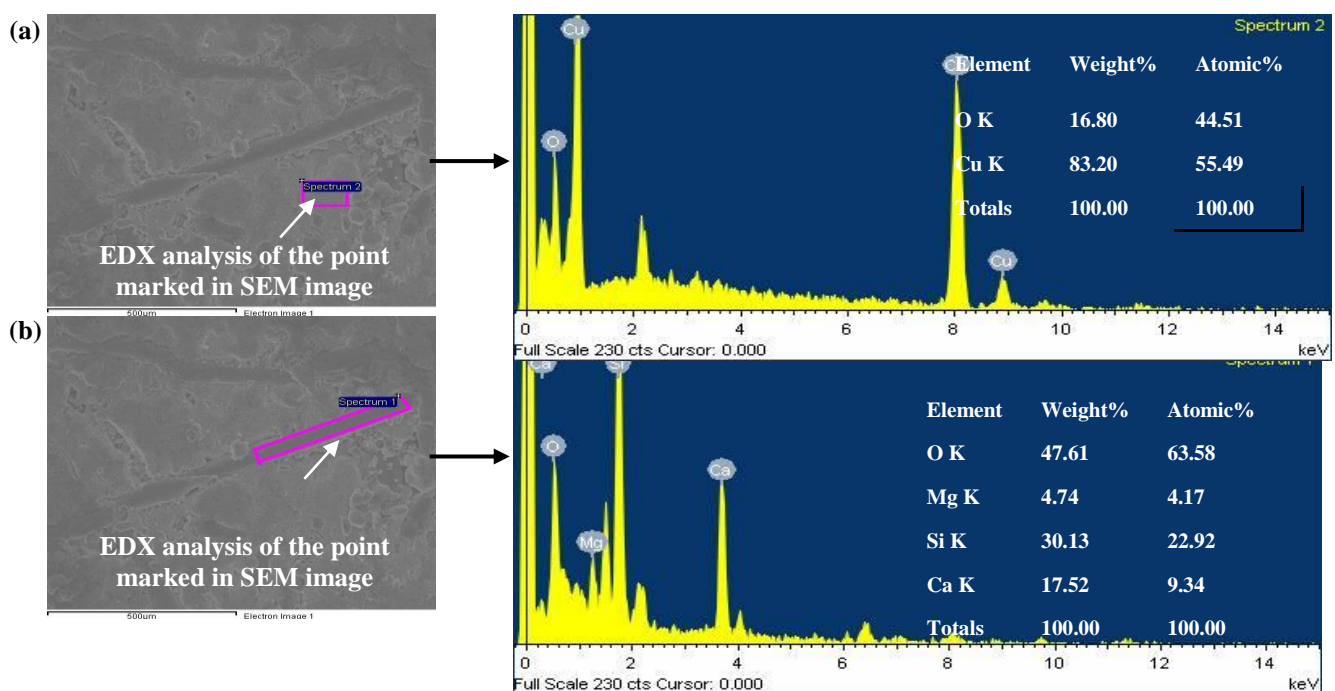 (a)
Spectrum 2
EDX analysis of the point
marked in SEM image
500um Electron Image 1
Spectrum 2
Cu
O
Cu
Element Weight% Atomic%
O K 16.80 44.51
Cu K 83.20 55.49
Totals 100.00 100.00
0 2 4 6 8 10 12 14
Full Scale 230 cts Cursor: 0.000 keV
(b)
Spectrum 1
EDX analysis of the point
marked in SEM image
500um Electron Image 1
Ca
Si
O
Mg
Ca
Element Weight% Atomic%
O K 47.61 63.58
Mg K 4.74 4.17
Si K 30.13 22.92
Ca K 17.52 9.34
Totals 100.00 100.00
0 2 4 6 8 10 12 14
Full Scale 230 cts Cursor: 0.000 keV